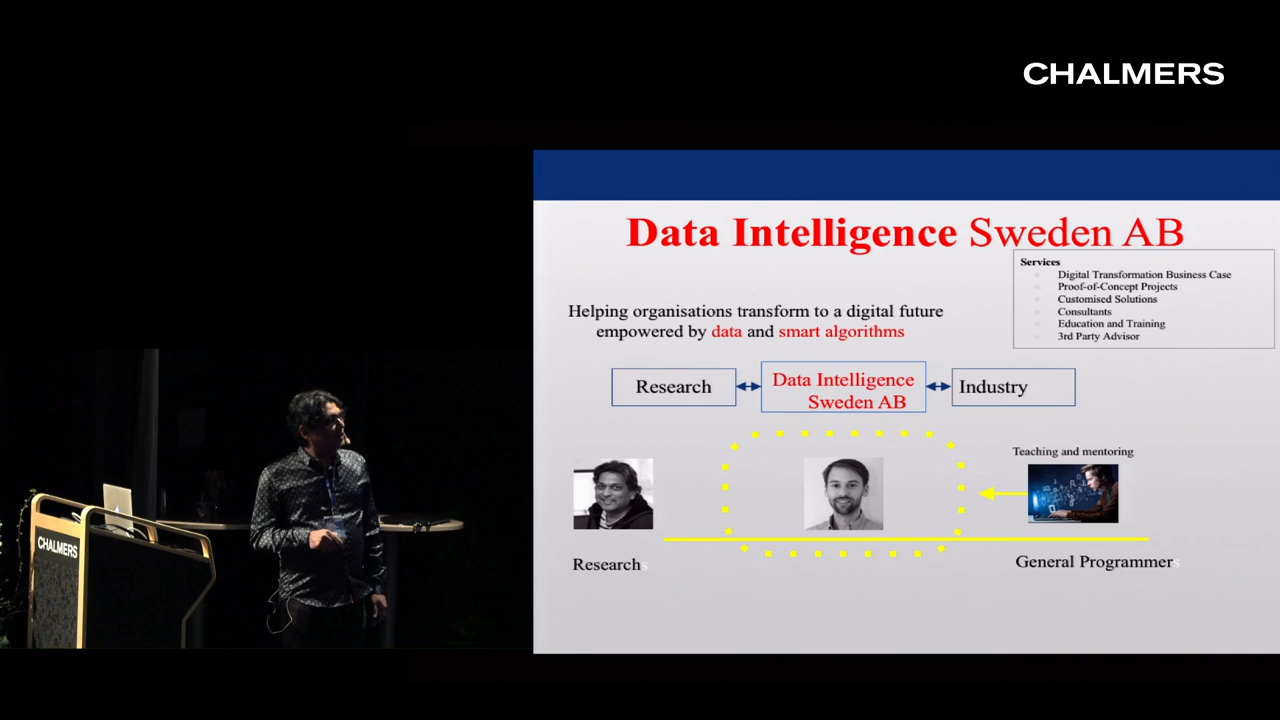 CHALMERS
Data Intelligence Sweden AB
Services
Digital Transformation Business Case
Proof-of-Concept Projects
Customised Solutions
Consultants
Education and Training
3rd Party Advisor
Helping organisations transform to a digital future
empowered by data and smart algorithms
Research
Data Intelligence
Sweden AB
Industry
Teaching and mentoring
Researchs
General Programmers
CHALMERS